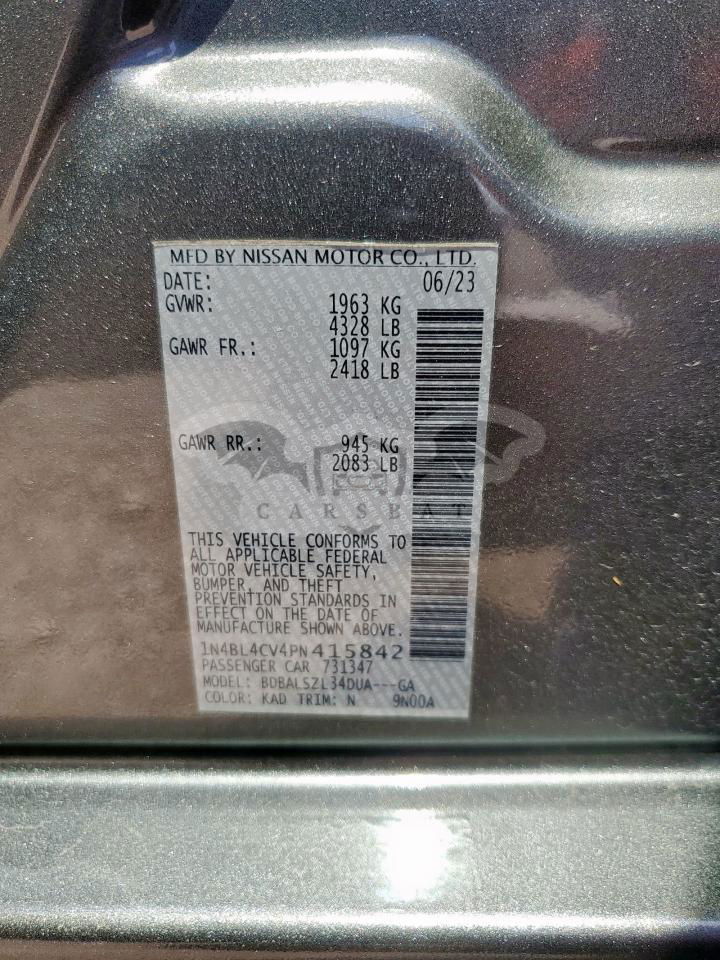 MFD BY NISSAN MOTOR CO., LTD.
DATE: 06/23
GVWR: 1963 KG
4328 LB
GAWR FR.: 1097 KG
2418 LB
GAWR RR.: 945 KG
2083 LB
CARSEAT
THIS VEHICLE CONFORMS TO
ALL APPLICABLE FEDERAL
MOTOR VEHICLE SAFETY,
BUMPER, AND THEFT
PREVENTION STANDARDS IN
EFFECT ON THE DATE OF
MANUFACTURE SHOWN ABOVE.
1N4BL4CV4PN415842
PASSENGER CAR 731347
MODEL: BDBALSZL34DUA---GA
COLOR: KAD TRIM: N 9N00A